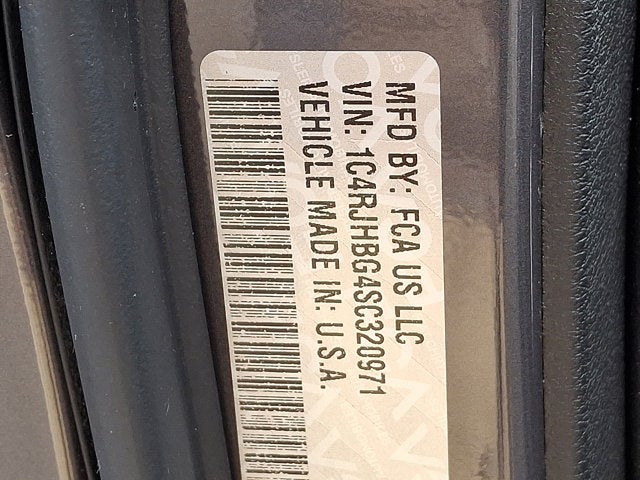 MFD BY: FCA US LLC
VIN: 1C4RJHBG4SC320971
VEHICLE MADE IN: U.S.A.